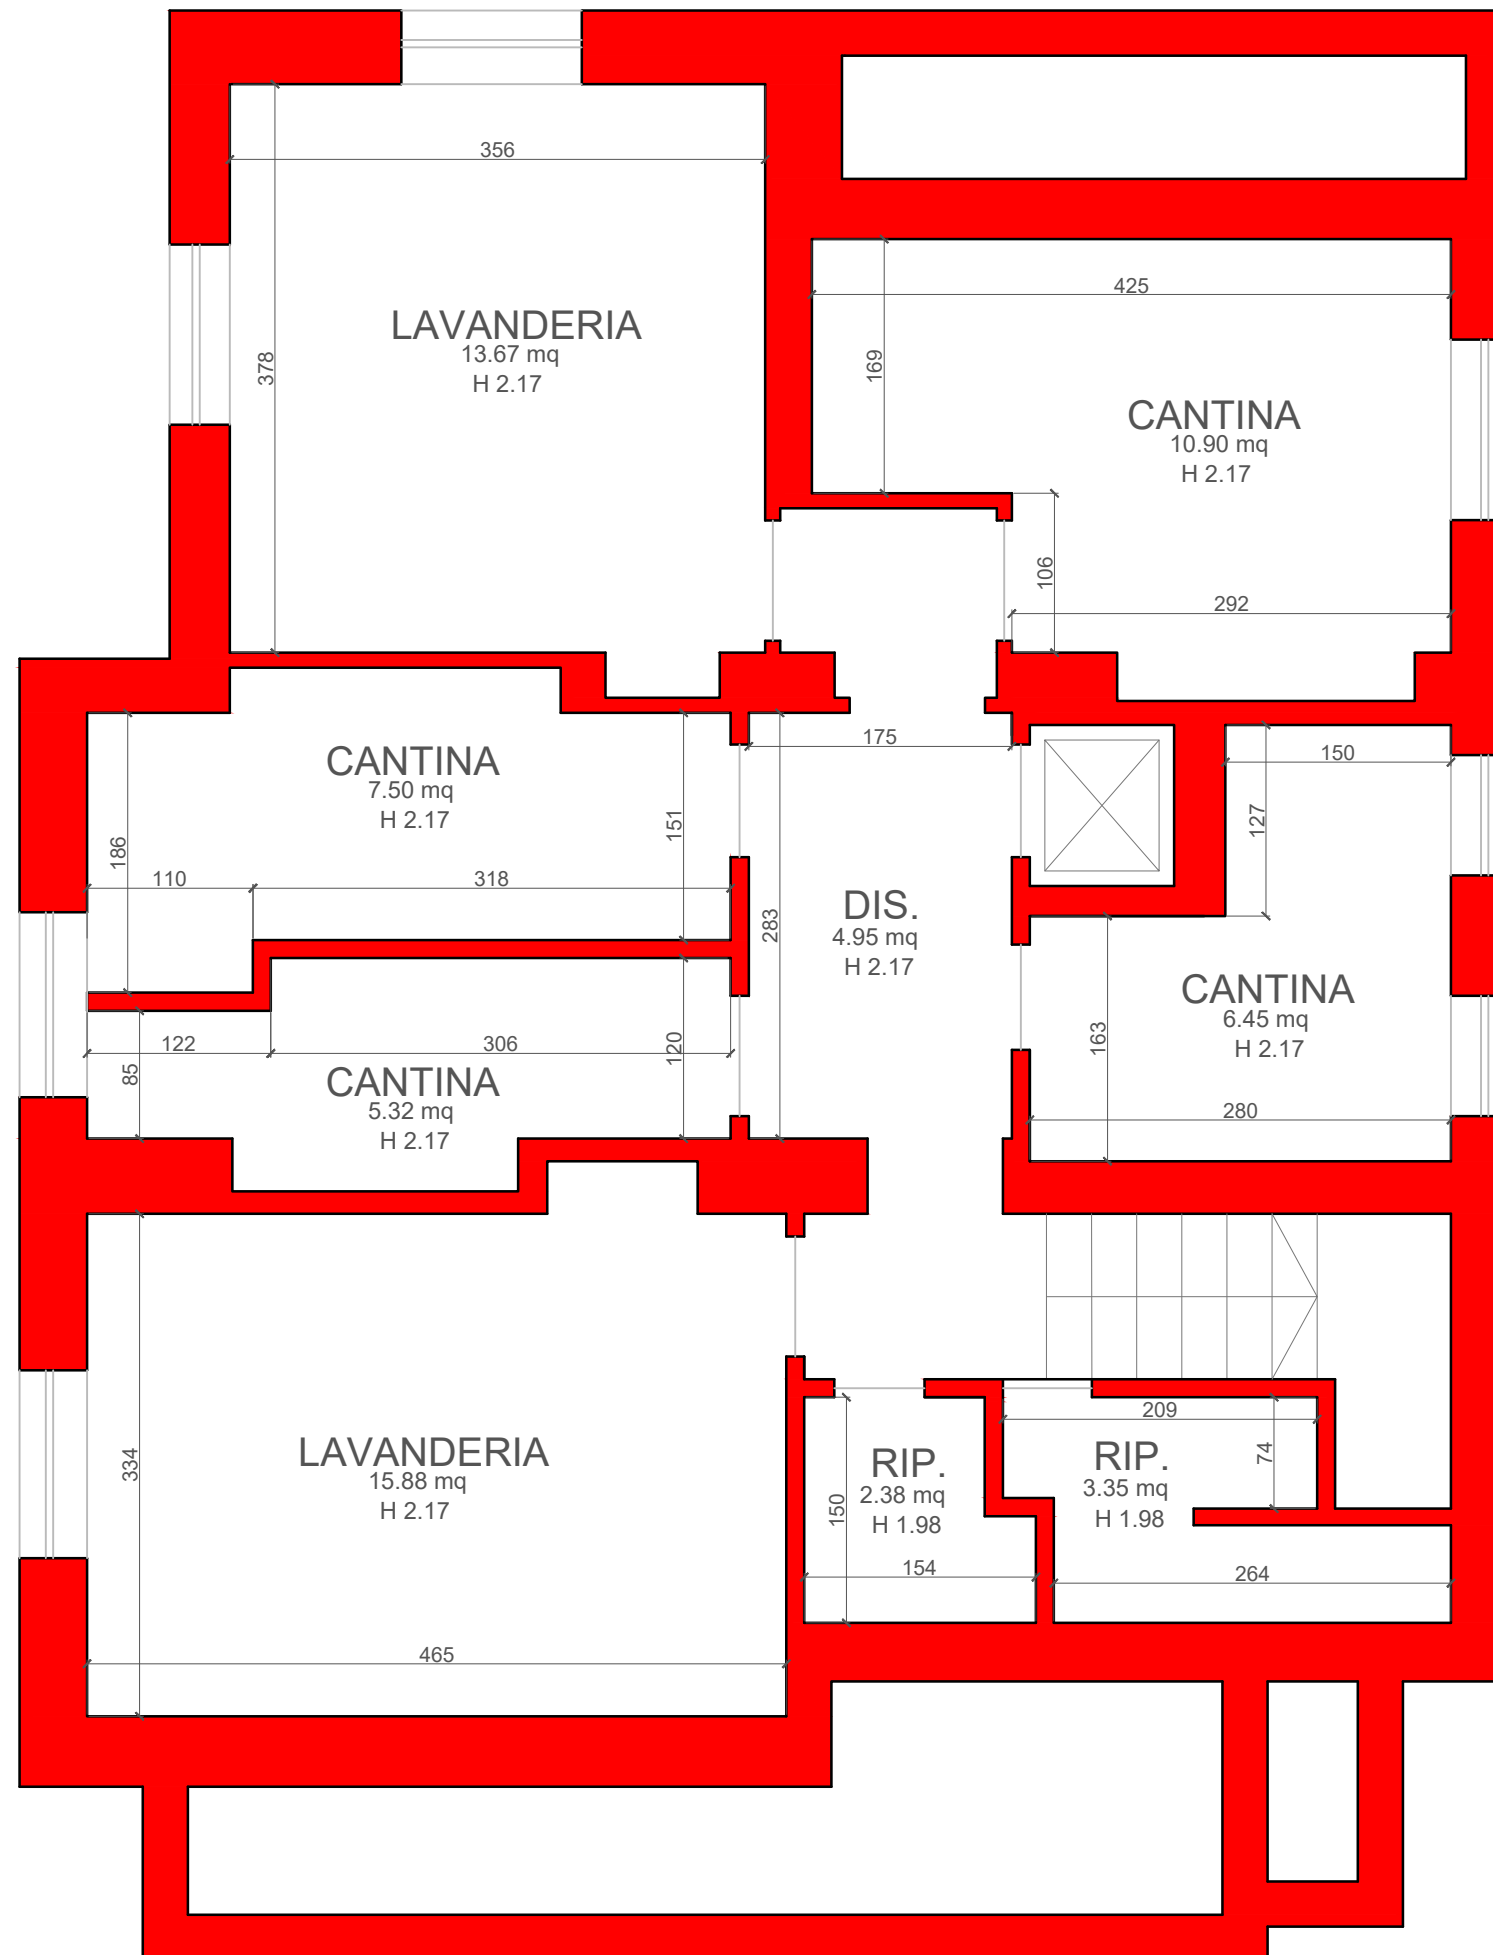 356
425
LAVANDERIA
13.67 mq
H 2.17
378
169
CANTINA
10.90 mq
H 2.17
106
292
175
150
CANTINA
7.50 mq
H 2.17
127
151
186
110
318
283
DIS.
4.95 mq
H 2.17
CANTINA
6.45 mq
H 2.17
163
122
306
120
85
CANTINA
5.32 mq
H 2.17
280
334
LAVANDERIA
15.88 mq
H 2.17
209
74
RIP.
2.38 mq
H 1.98
RIP.
3.35 mq
H 1.98
150
154
264
465